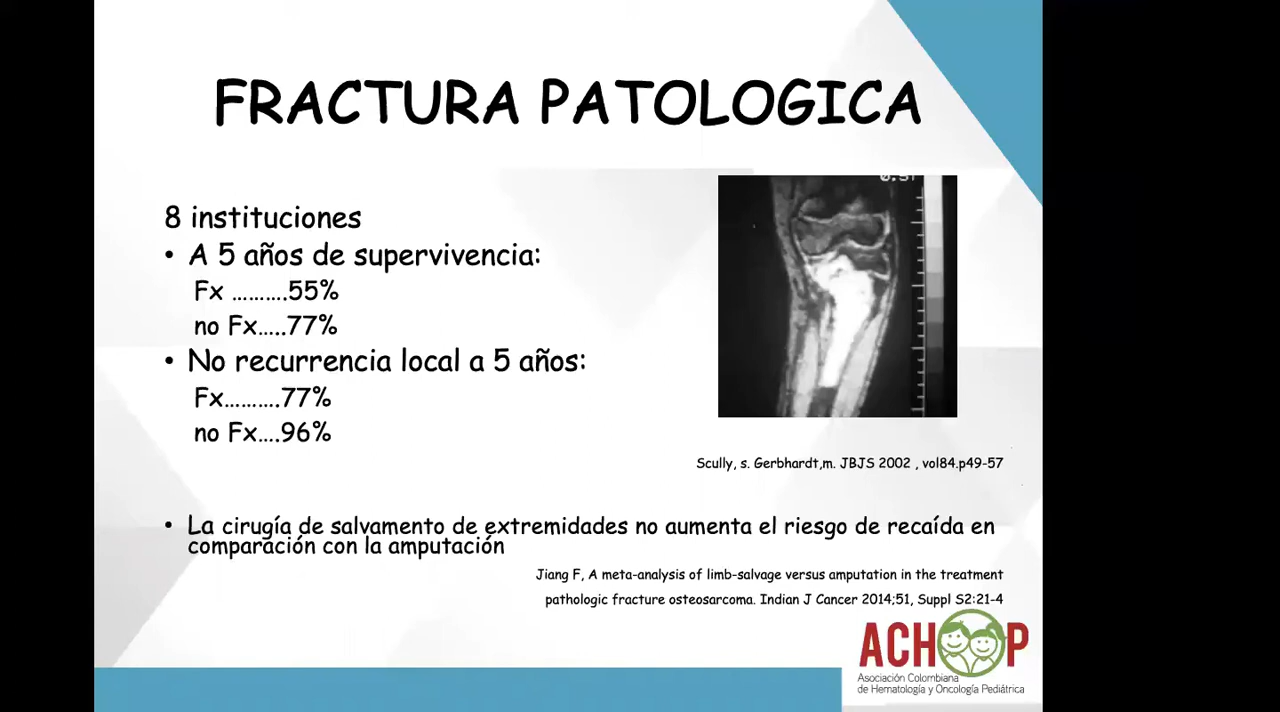 FRACTURA PATOLOGICA
8 instituciones
• A 5 años de supervivencia:
Fx ……….55%
no Fx…..77%
• No recurrencia local a 5 años:
Fx……….77%
no Fx….96%
Scully, s. Gerbhardt,m. JBJS 2002 , vol84.p49-57
• La cirugía de salvamento de extremidades no aumenta el riesgo de recaída en
comparación con la amputación
Jiang F, A meta-analysis of limb-salvage versus amputation in the treatment
pathologic fracture osteosarcoma. Indian J Cancer 2014;51, Suppl S2:21-4
ACHOP
Asociación Colombiana
de Hematología y Oncología Pediátrica